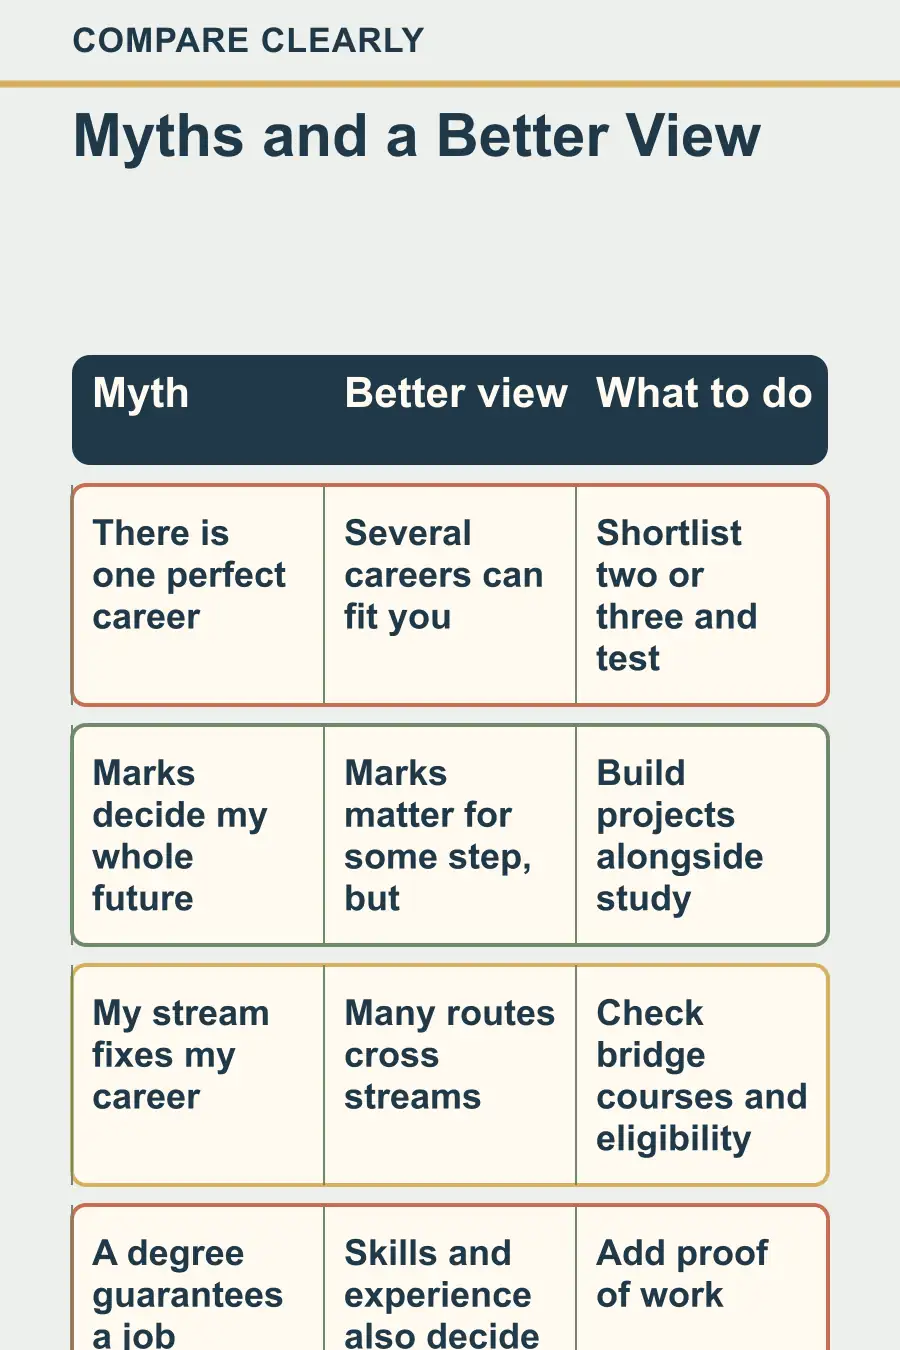 COMPARE CLEARLY
Myths and a Better View
Myth
Better view
What to do
There is
one perfect
career
Several
careers can
fit you
Shortlist
two or
three and
test
Marks
decide my
whole
future
Marks
matter for
some step,
but
Build
projects
alongside
study
My stream
fixes my
career
Many routes
cross
streams
Check
bridge
courses and
eligibility
A degree
guarantees
a job
Skills and
experience
also decide
Add proof
of work